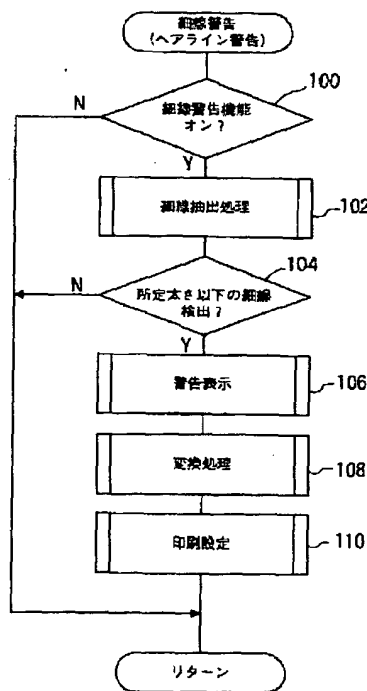 細線警告
(ヘアライン警告)
100
N
細線警告機能
オン?
Y
細線抽出処理
102
104
N
所定太さ以下の細線
検出?
Y
警告表示
106
変換処理
108
印刷設定
110
リターン